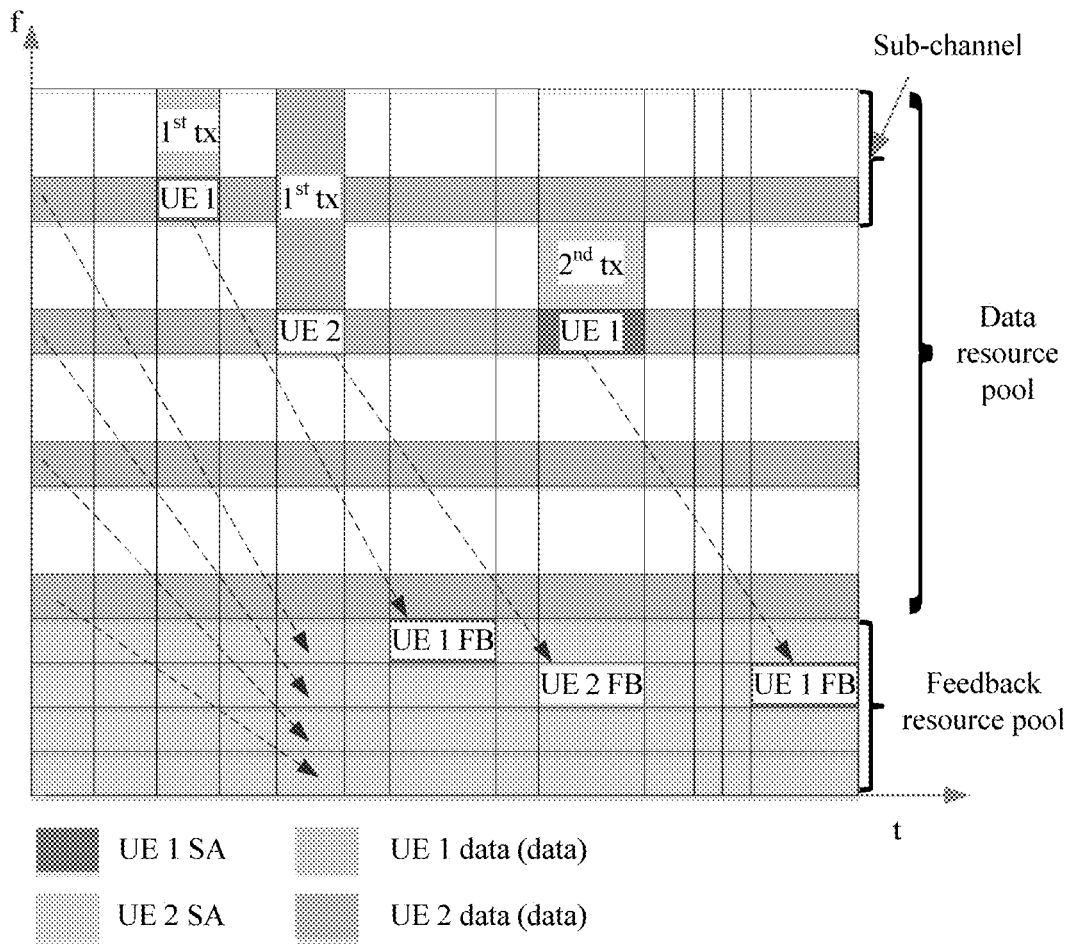 f
Sub-channel
1st tx
UE 1
1st tx
2nd tx
UE 2
UE 1
Data
resource
pool
UE 1 FB
UE 2 FB
UE 1 FB
Feedback
resource pool
t
UE 1 SA
UE 1 data (data)
UE 2 SA
UE 2 data (data)